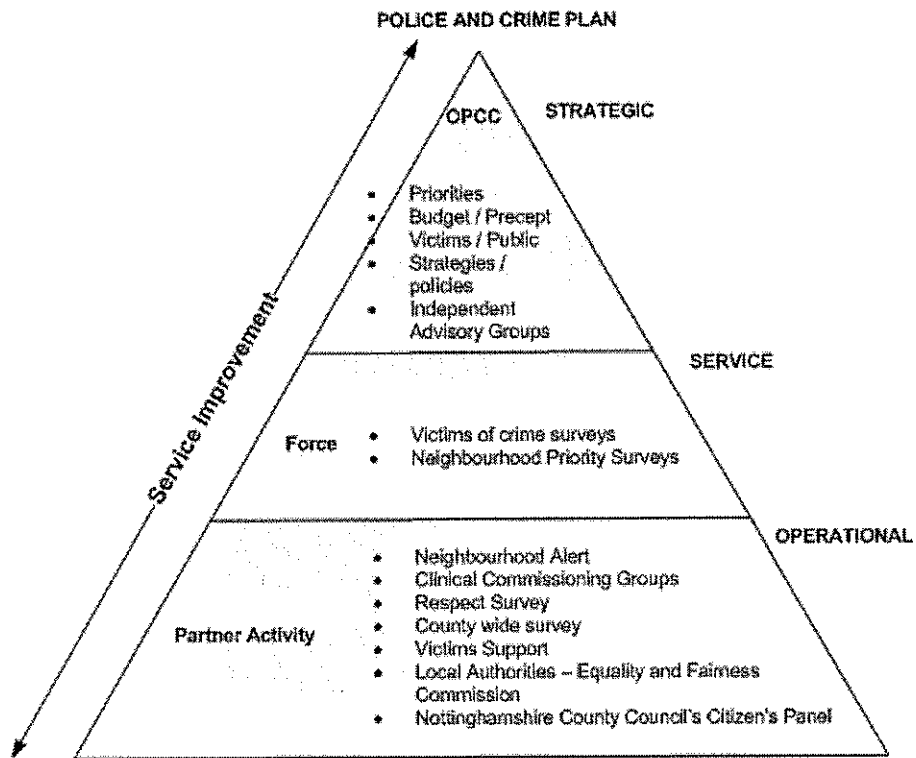 POLICE AND CRIME PLAN
OPCC
STRATEGIC
• Priorities
• Budget / Precept
• Victims / Public
• Strategies /
policies
• Independent
Advisory Groups
Service Improvement
SERVICE
Force
• Victims of crime surveys
• Neighbourhood Priority Surveys
OPERATIONAL
Partner Activity
• Neighbourhood Alert
• Clinical Commissioning Groups
• Respect Survey
• County wide survey
• Victims Support
• Local Authorities – Equality and Fairness
Commission
• Nottinghamshire County Council's Citizen's Panel